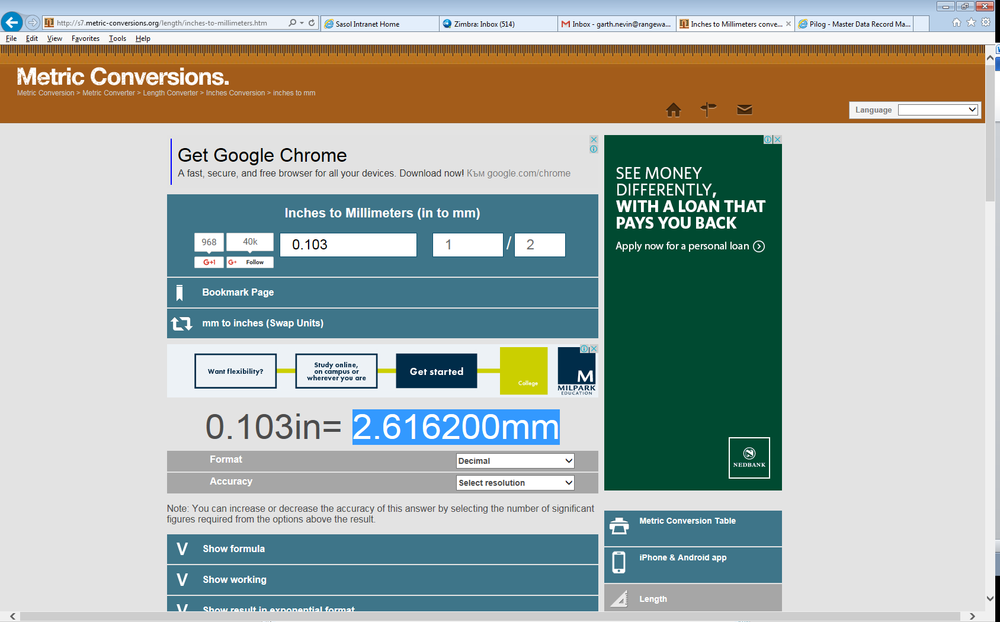 http://s7.metric-conversions.org/length/inches-to-millimeters.htm
Sasol Intranet Home
Zimbra: Inbox (514)
Inbox - garth.nevin@rangewa...
Inches to Millimeters conve...
Pilog - Master Data Record Ma...
File Edit View Favorites Tools Help
Metric Conversions.
Metric Conversion > Metric Converter > Length Converter > Inches Conversion > inches to mm
Language
Get Google Chrome
A fast, secure, and free browser for all your devices. Download now! Към google.com/chrome
SEE MONEY
DIFFERENTLY,
WITH A LOAN THAT
PAYS YOU BACK
Apply now for a personal loan
NEDBANK
Inches to Millimeters (in to mm)
968 40k
G+1 G+ Follow
0.103 1 / 2
Bookmark Page
mm to inches (Swap Units)
Want flexibility?
Study online,
on campus or
wherever you are
Get started
College
M
MILPARK
EDUCATION
0.103in= 2.616200mm
Format Decimal
Accuracy Select resolution
Note: You can increase or decrease the accuracy of this answer by selecting the number of significant
figures required from the options above the result.
V Show formula
V Show working
V Show result in exponential format
Metric Conversion Table
iPhone & Android app
Length